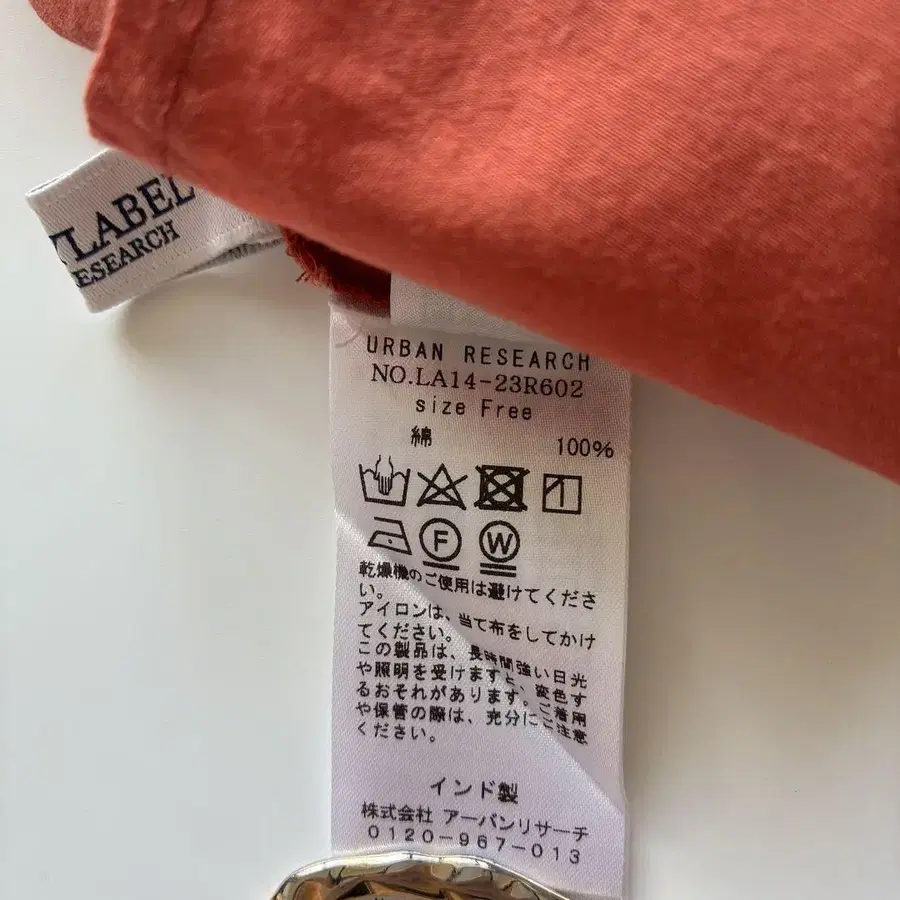 LABEL
RESEARCH
URBAN RESEARCH
NO.LA14-23R602
size Free
綿 100%
F W
乾燥機のご使用は避けてくださ
い。
アイロンは、当て布をしてかけ
てください。
この製品は、長時間強い日光
や照明を受けますと、変色す
るおそれがあります。ご着用
や保管の際は、充分にご注意
ください。
インド製
株式会社 アーバンリサーチ
0120-967-013